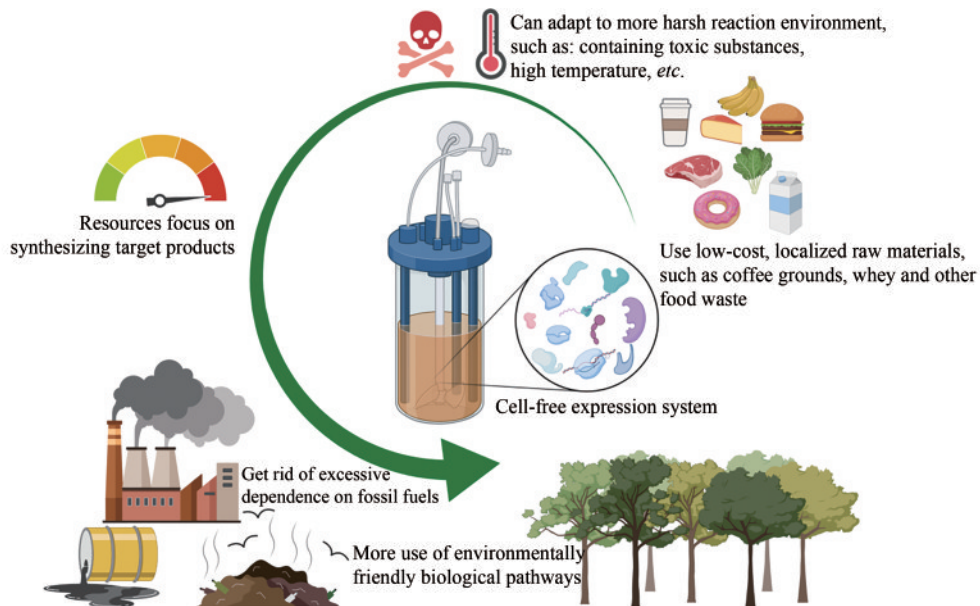 Can adapt to more harsh reaction environment,
such as: containing toxic substances,
high temperature, etc.
Resources focus on
synthesizing target products
Use low-cost, localized raw materials,
such as coffee grounds, whey and other
food waste
Cell-free expression system
Get rid of excessive
dependence on fossil fuels
More use of environmentally
friendly biological pathways